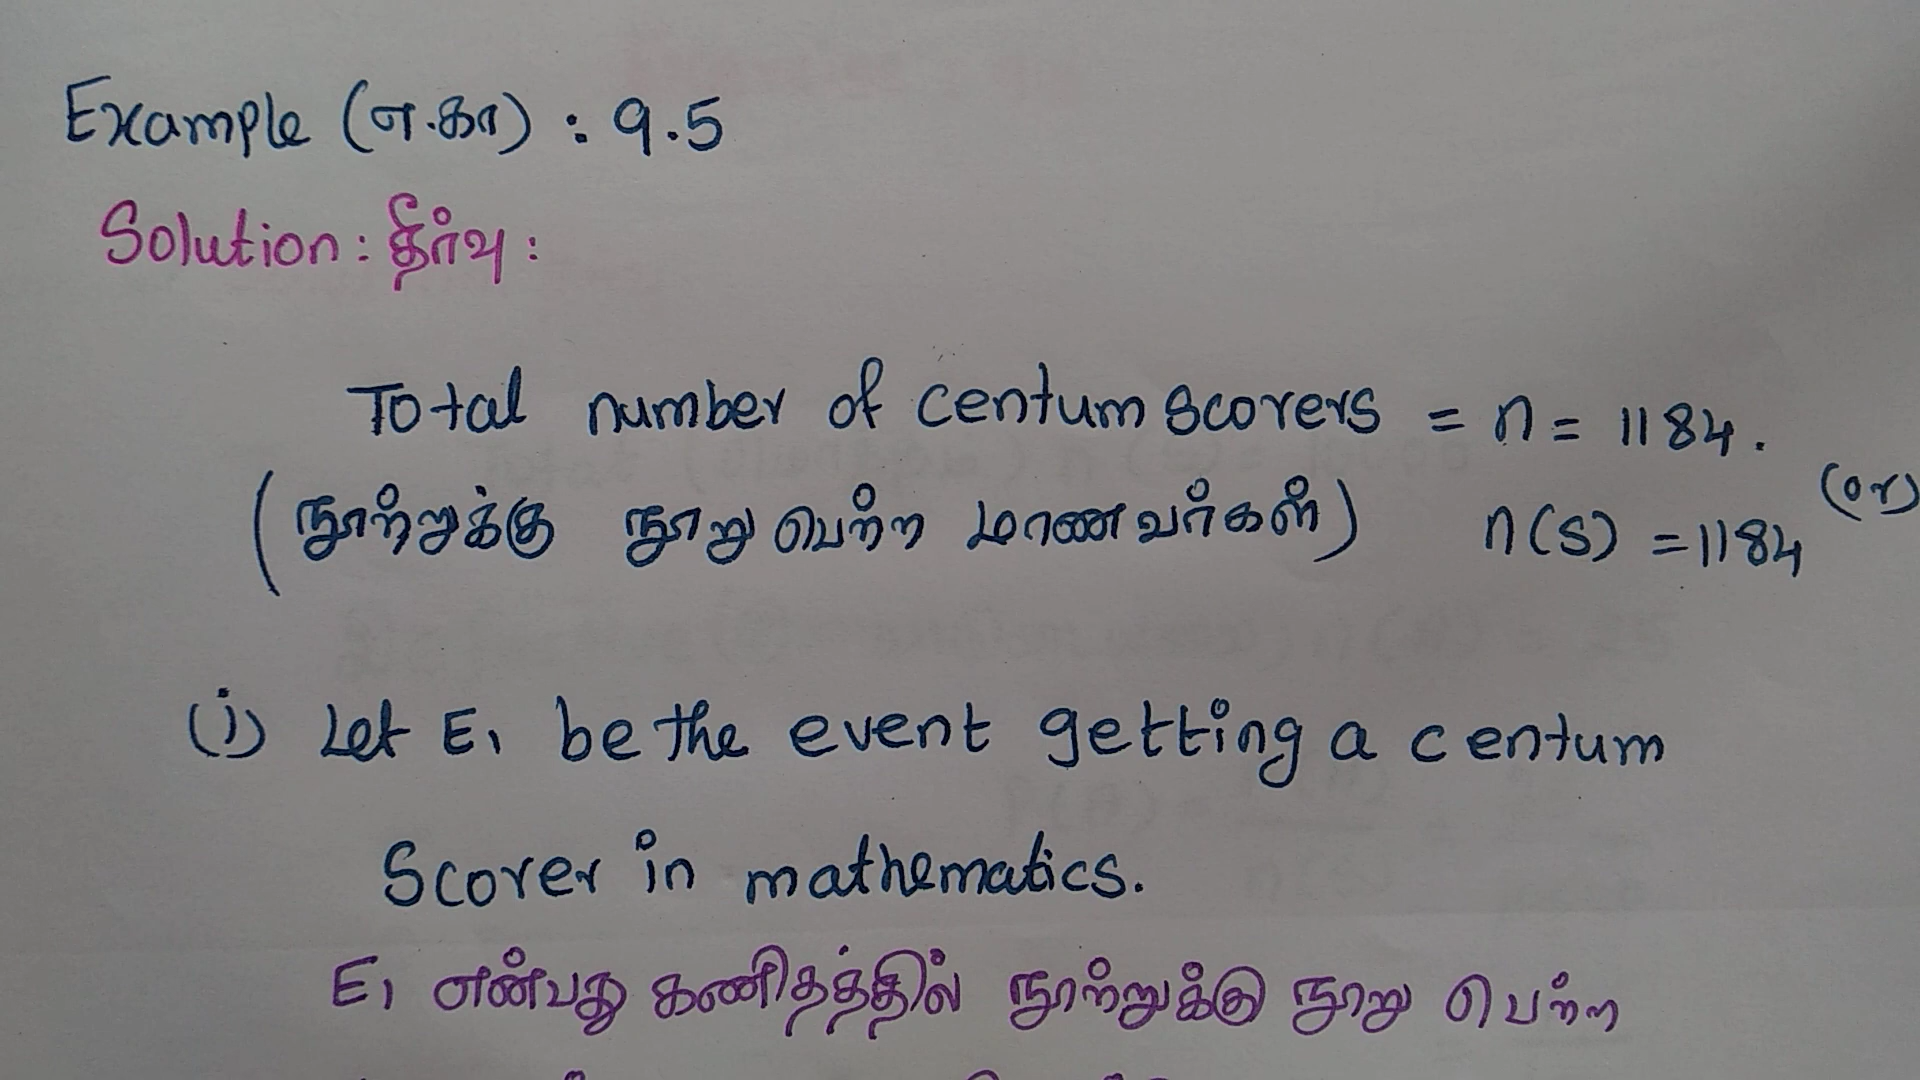 Example (எ.கா) : 9.5
Solution : தீர்வு :
Total number of centum scorers = n = 1184.
(or)
(நூற்றுக்கு நூறு பெற்ற மாணவர்கள்) n(S) = 1184
(i) Let E₁ be the event getting a centum
Scorer in mathematics.
E₁ என்பது கணிதத்தில் நூற்றுக்கு நூறு பெற்ற